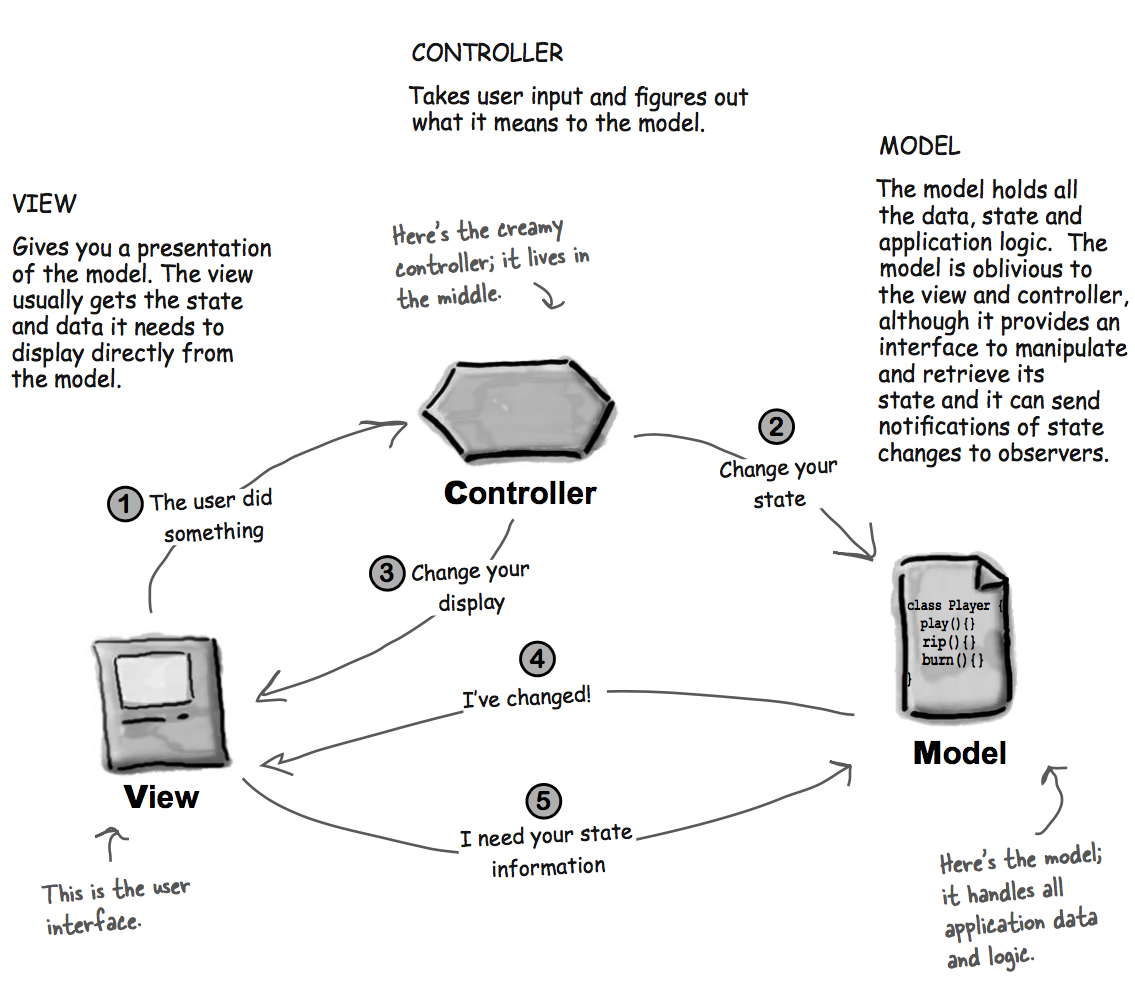 CONTROLLER
Takes user input and figures out
what it means to the model.
MODEL
The model holds all
the data, state and
application logic. The
model is oblivious to
the view and controller,
although it provides an
interface to manipulate
and retrieve its
state and it can send
notifications of state
changes to observers.
VIEW
Gives you a presentation
of the model. The view
usually gets the state
and data it needs to
display directly from
the model.
Here's the creamy
controller; it lives in
the middle.
Controller
1 The user did
something
2
Change your
state
3 Change your
display
4
I've changed!
5
I need your state
information
class Player {
play(){}
rip(){}
burn(){}
}
View
Model
This is the user
interface.
Here's the model;
it handles all
application data
and logic.